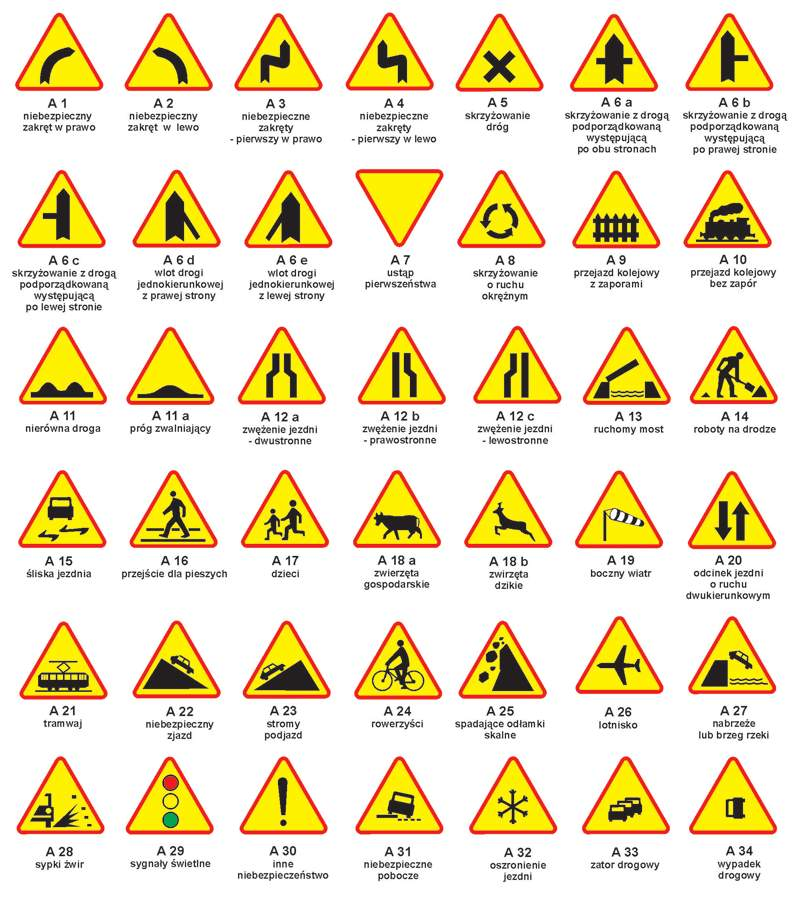 A 1
niebezpieczny
zakręt w prawo
A 2
niebezpieczny
zakręt w lewo
A 3
niebezpieczne
zakręty
- pierwszy w prawo
A 4
niebezpieczne
zakręty
- pierwszy w lewo
A 5
skrzyżowanie
dróg
A 6 a
skrzyżowanie z drogą
podporządkowaną
występującą
po obu stronach
A 6 b
skrzyżowanie z drogą
podporządkowaną
występującą
po prawej stronie
A 6 c
skrzyżowanie z drogą
podporządkowaną
występującą
po lewej stronie
A 6 d
wlot drogi
jednokierunkowej
z prawej strony
A 6 e
wlot drogi
jednokierunkowej
z lewej strony
A 7
ustąp
pierwszeństwa
A 8
skrzyżowanie
o ruchu
okrężnym
A 9
przejazd kolejowy
z zaporami
A 10
przejazd kolejowy
bez zapór
A 11
nierówna droga
A 11 a
próg zwalniający
A 12 a
zwężenie jezdni
- dwustronne
A 12 b
zwężenie jezdni
- prawostronne
A 12 c
zwężenie jezdni
- lewostronne
A 13
ruchomy most
A 14
roboty na drodze
A 15
śliska jezdnia
A 16
przejście dla pieszych
A 17
dzieci
A 18 a
zwierzęta
gospodarskie
A 18 b
zwirzęta
dzikie
A 19
boczny wiatr
A 20
odcinek jezdni
o ruchu
dwukierunkowym
A 21
tramwaj
A 22
niebezpieczny
zjazd
A 23
stromy
podjazd
A 24
rowerzyści
A 25
spadające odłamki
skalne
A 26
lotnisko
A 27
nabrzeże
lub brzeg rzeki
A 28
sypki żwir
A 29
sygnały świetlne
A 30
inne
niebezpieczeństwo
A 31
niebezpieczne
pobocze
A 32
oszronienie
jezdni
A 33
zator drogowy
A 34
wypadek
drogowy